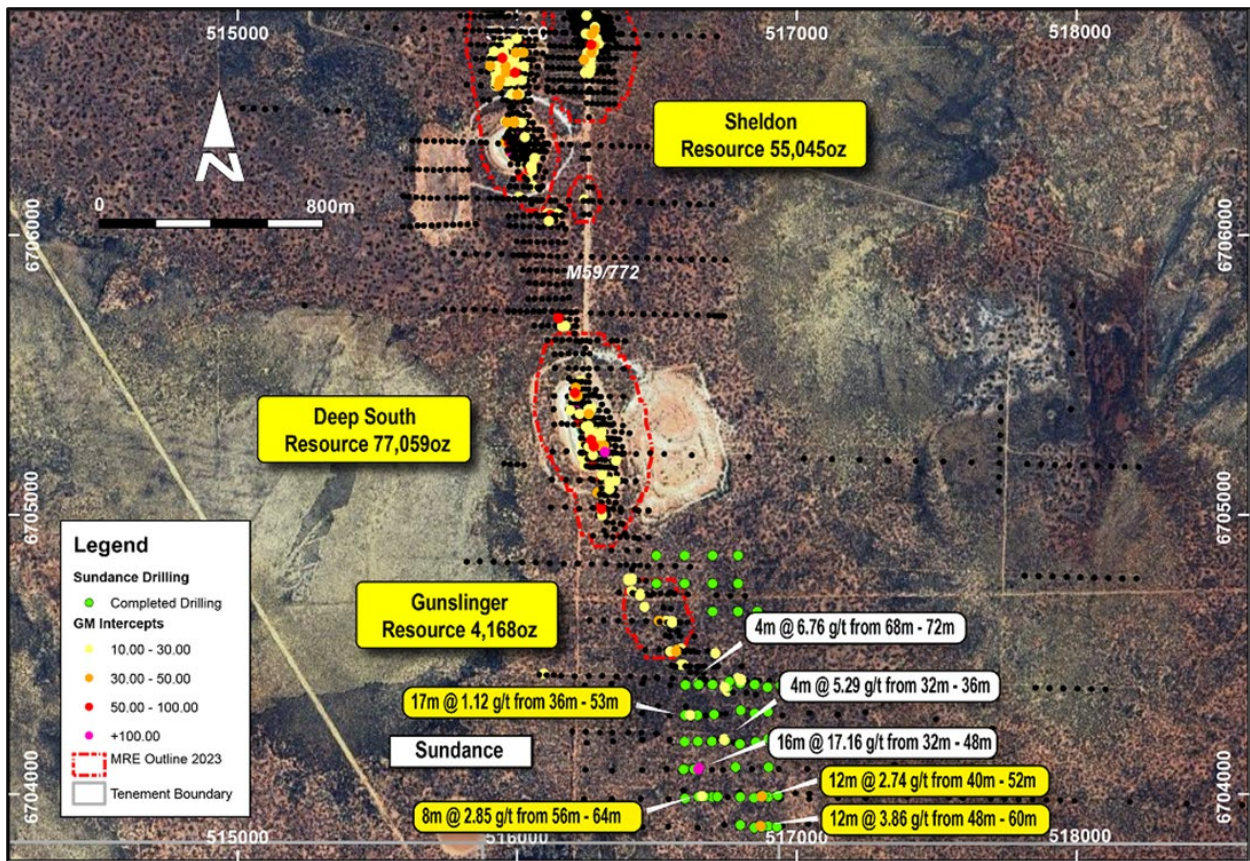 515000
517000
518000
C
Sheldon
Resource 55,045oz
N
0
800m
6706000
6706000
M59/772
Deep South
Resource 77,059oz
6705000
6705000
Legend
Sundance Drilling
Completed Drilling
GM Intercepts
10.00 - 30.00
30.00 - 50.00
50.00 - 100.00
+100.00
MRE Outline 2023
Tenement Boundary
Gunslinger
Resource 4,168oz
4m @ 6.76 g/t from 68m - 72m
4m @ 5.29 g/t from 32m - 36m
17m @ 1.12 g/t from 36m - 53m
Sundance
16m @ 17.16 g/t from 32m - 48m
12m @ 2.74 g/t from 40m - 52m
8m @ 2.85 g/t from 56m - 64m
12m @ 3.86 g/t from 48m - 60m
6704000
6704000
515000
516000
517000
518000